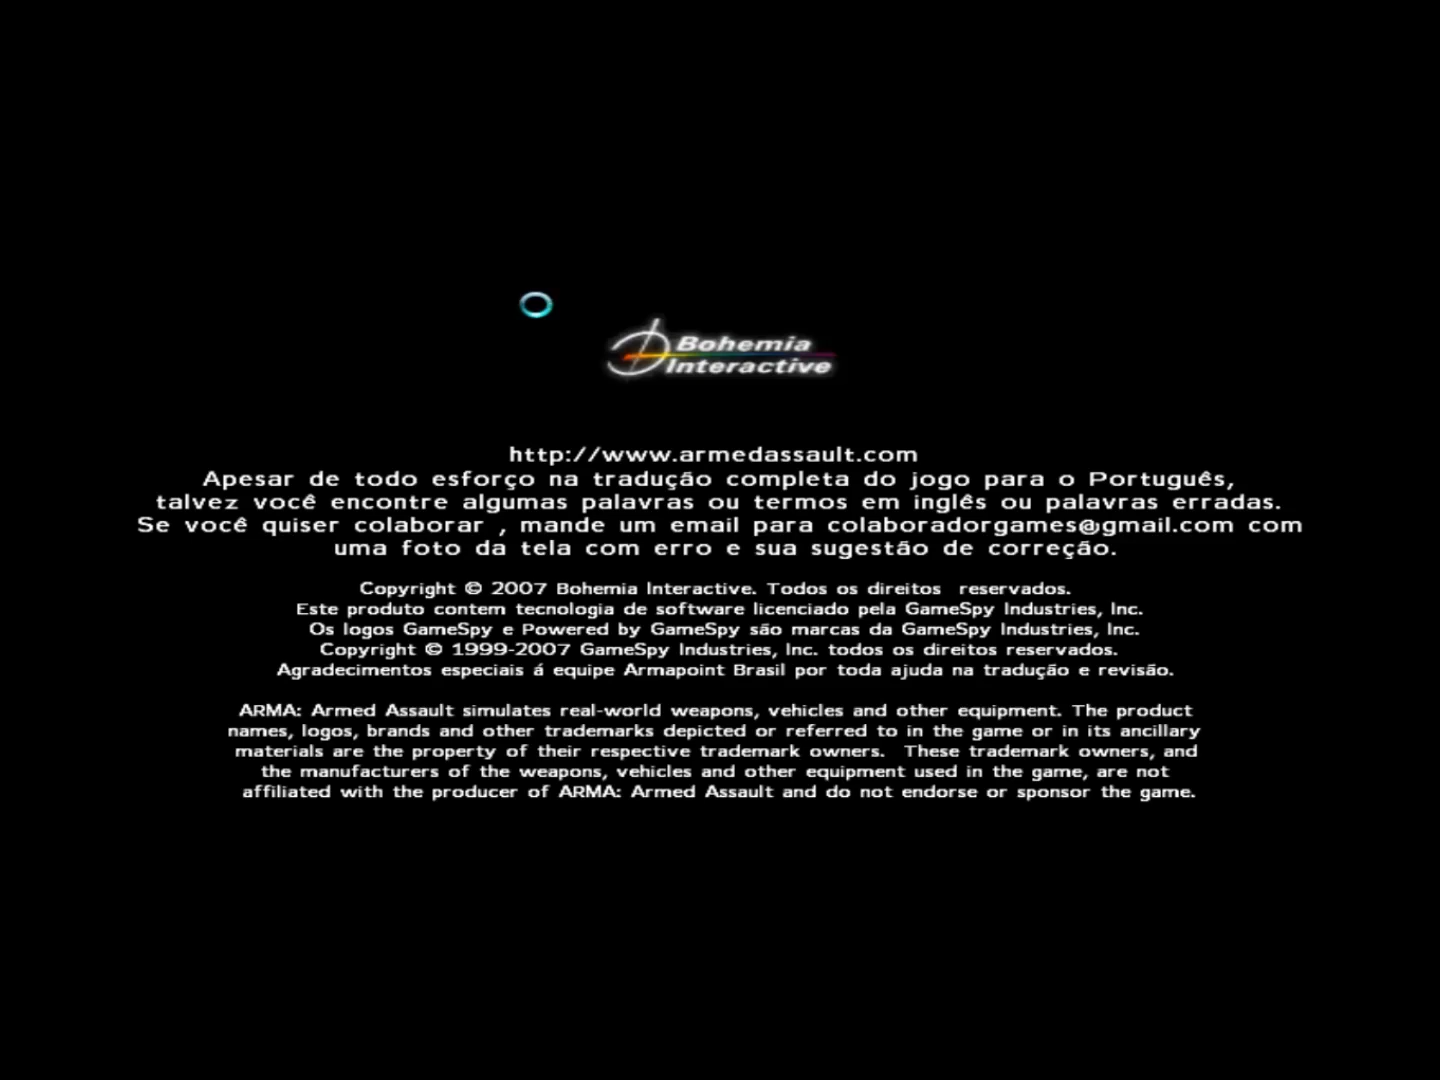 Bohemia
Interactive
http://www.armedassault.com
Apesar de todo esforço na tradução completa do jogo para o Português,
talvez você encontre algumas palavras ou termos em inglês ou palavras erradas.
Se você quiser colaborar , mande um email para colaboradorgames@gmail.com com
uma foto da tela com erro e sua sugestão de correção.
Copyright © 2007 Bohemia Interactive. Todos os direitos  reservados.
Este produto contem tecnologia de software licenciado pela GameSpy Industries, Inc.
Os logos GameSpy e Powered by GameSpy são marcas da GameSpy Industries, Inc.
Copyright © 1999-2007 GameSpy Industries, Inc. todos os direitos reservados.
Agradecimentos especiais á equipe Armapoint Brasil por toda ajuda na tradução e revisão.
ARMA: Armed Assault simulates real-world weapons, vehicles and other equipment. The product
names, logos, brands and other trademarks depicted or referred to in the game or in its ancillary
materials are the property of their respective trademark owners.  These trademark owners, and
the manufacturers of the weapons, vehicles and other equipment used in the game, are not
affiliated with the producer of ARMA: Armed Assault and do not endorse or sponsor the game.